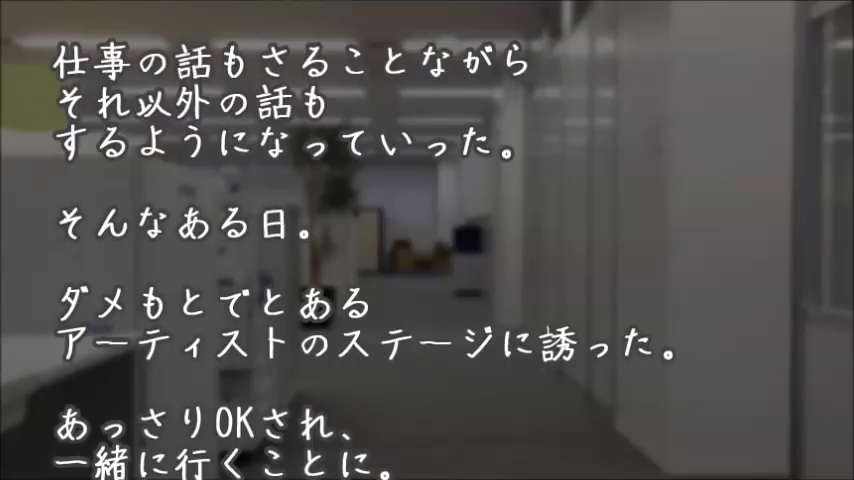 仕事の話もさることながら
それ以外の話も
するようになっていった。
そんなある日。
ダメもとでとある
アーティストのステージに誘った。
あっさりOKされ、
一緒に行くことに。